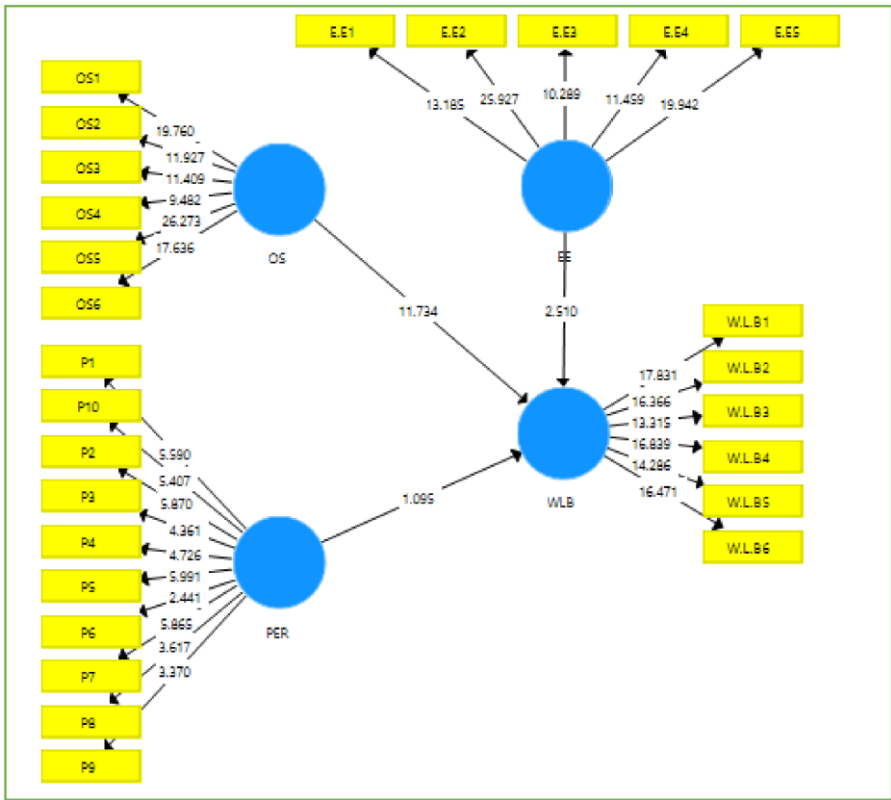 E.E1
E.E2
E.E3
E.E4
E.E5
13.185
25.927
10.289
11.459
19.942
EE
OS1
OS2
OS3
OS4
OS5
OS6
19.760
11.927
11.409
9.482
26.273
17.636
OS
11.734
2.510
W.L.B1
W.L.B2
W.L.B3
W.L.B4
W.L.B5
W.L.B6
17.831
16.366
13.315
16.839
14.286
16.471
WLB
P1
P10
P2
P3
P4
P5
P6
P7
P8
P9
5.590
5.407
5.870
4.361
4.726
5.991
2.441
5.865
3.617
3.370
PER
1.095